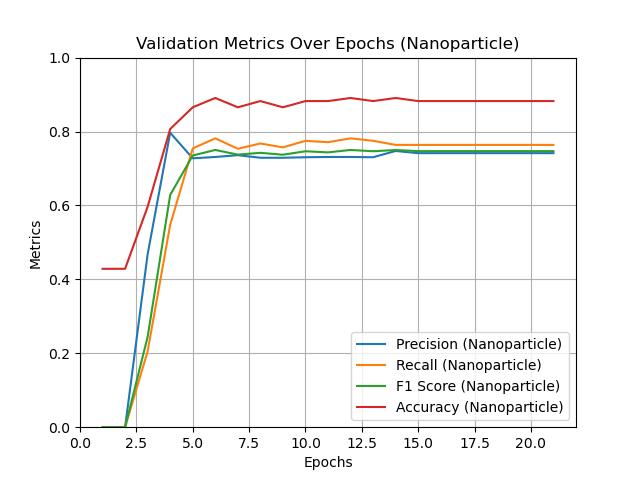 Validation Metrics Over Epochs (Nanoparticle)
1.0
0.8
0.6
0.4
0.2
0.0
Metrics
Precision (Nanoparticle)
Recall (Nanoparticle)
F1 Score (Nanoparticle)
Accuracy (Nanoparticle)
0.0 2.5 5.0 7.5 10.0 12.5 15.0 17.5 20.0
Epochs